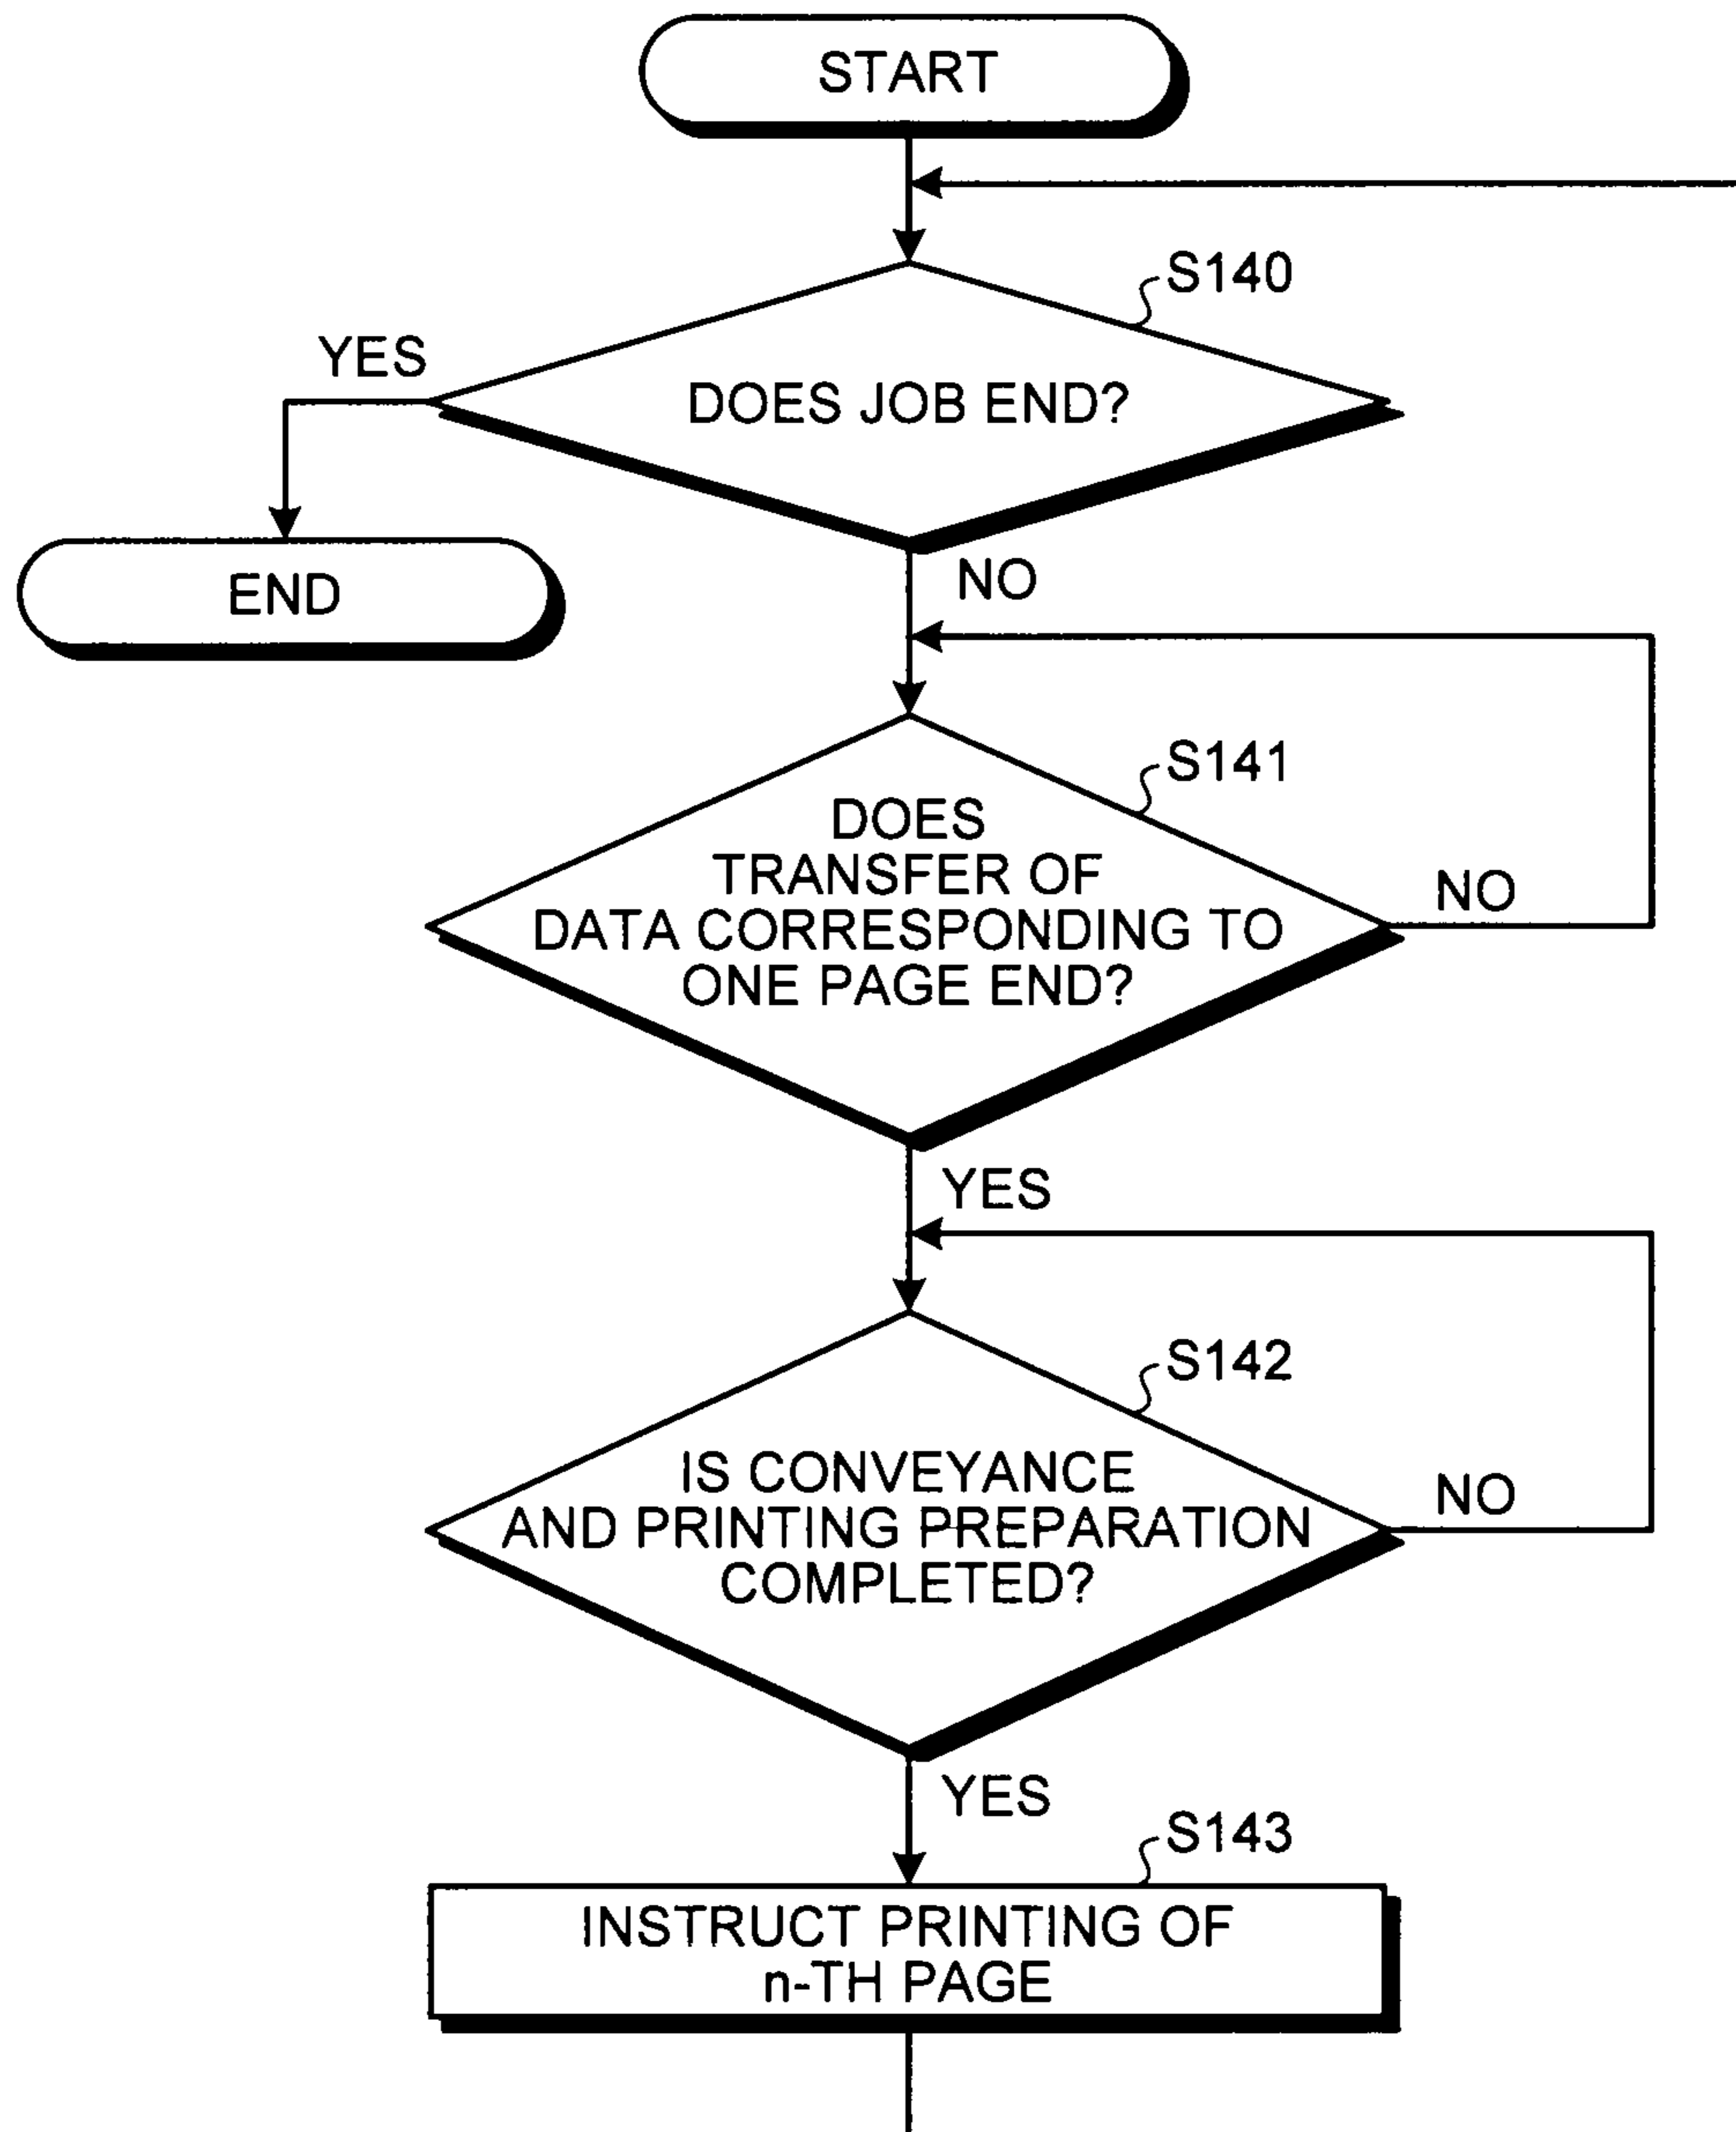 START
S140
YES
DOES JOB END?
END
NO
S141
DOES
TRANSFER OF
DATA CORRESPONDING TO
ONE PAGE END?
NO
YES
S142
IS CONVEYANCE
AND PRINTING PREPARATION
COMPLETED?
NO
YES
S143
INSTRUCT PRINTING OF
n-TH PAGE